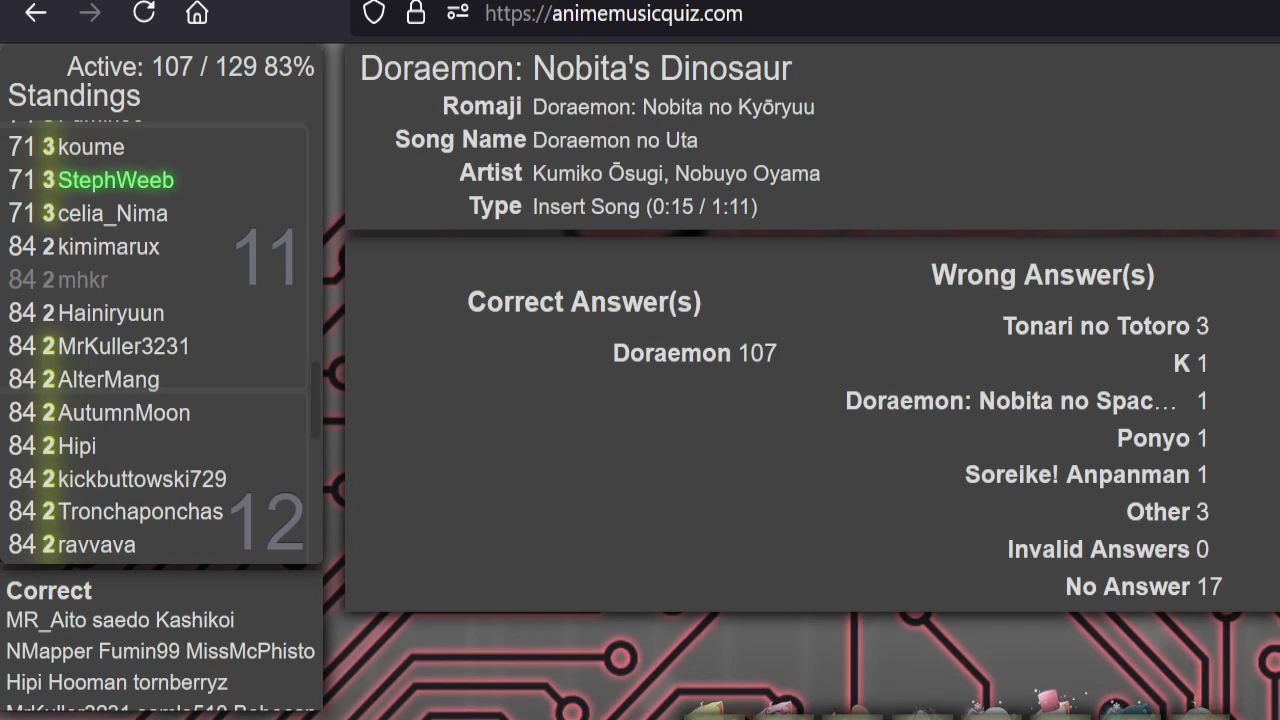 https://animemusicquiz.com
Active: 107 / 129 83%
Standings
71 3 koume
71 3 StephWeeb
71 3 celia_Nima
84 2 kimimarux
11
84 2 mhkr
84 2 Hainiryuun
84 2 MrKuller3231
84 2 AlterMang
84 2 AutumnMoon
84 2 Hipi
84 2 kickbuttowski729
84 2 Tronchaponchas
12
84 2 ravvava
Correct
MR_Aito saedo Kashikoi
NMapper Fumin99 MissMcPhisto
Hipi Hooman tornberryz
Doraemon: Nobita's Dinosaur
Romaji Doraemon: Nobita no Kyōryuu
Song Name Doraemon no Uta
Artist Kumiko Ōsugi, Nobuyo Oyama
Type Insert Song (0:15 / 1:11)
Correct Answer(s)
Doraemon 107
Wrong Answer(s)
Tonari no Totoro 3
K 1
Doraemon: Nobita no Spac... 1
Ponyo 1
Soreike! Anpanman 1
Other 3
Invalid Answers 0
No Answer 17